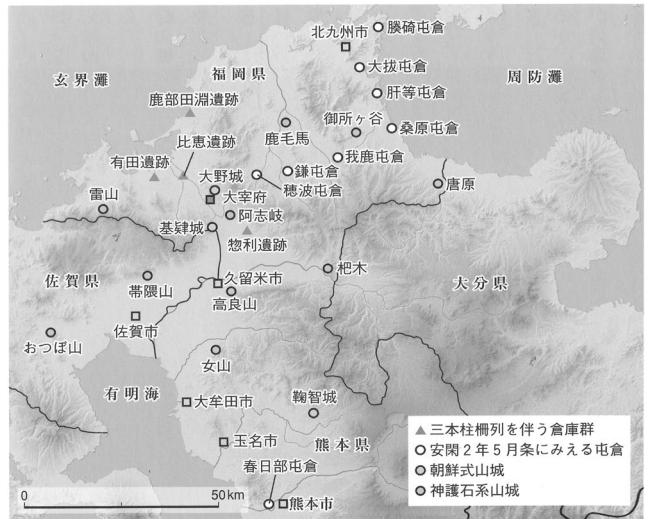 北九州市
䞉碕屯倉
玄界灘
福岡県
大抜屯倉
周防灘
肝等屯倉
鹿部田淵遺跡
御所ヶ谷
比恵遺跡
鹿毛馬
桑原屯倉
有田遺跡
我鹿屯倉
大野城
鎌屯倉
穂波屯倉
唐原
雷山
大宰府
阿志岐
基肄城
惣利遺跡
杷木
佐賀県
久留米市
大分県
帯隈山
高良山
佐賀市
おつぼ山
女山
有明海
大牟田市
鞠智城
玉名市
熊本県
春日部屯倉
熊本市
0
50km
▲三本柱柵列を伴う倉庫群
○安閑2年5月条にみえる屯倉
○朝鮮式山城
○神護石系山城